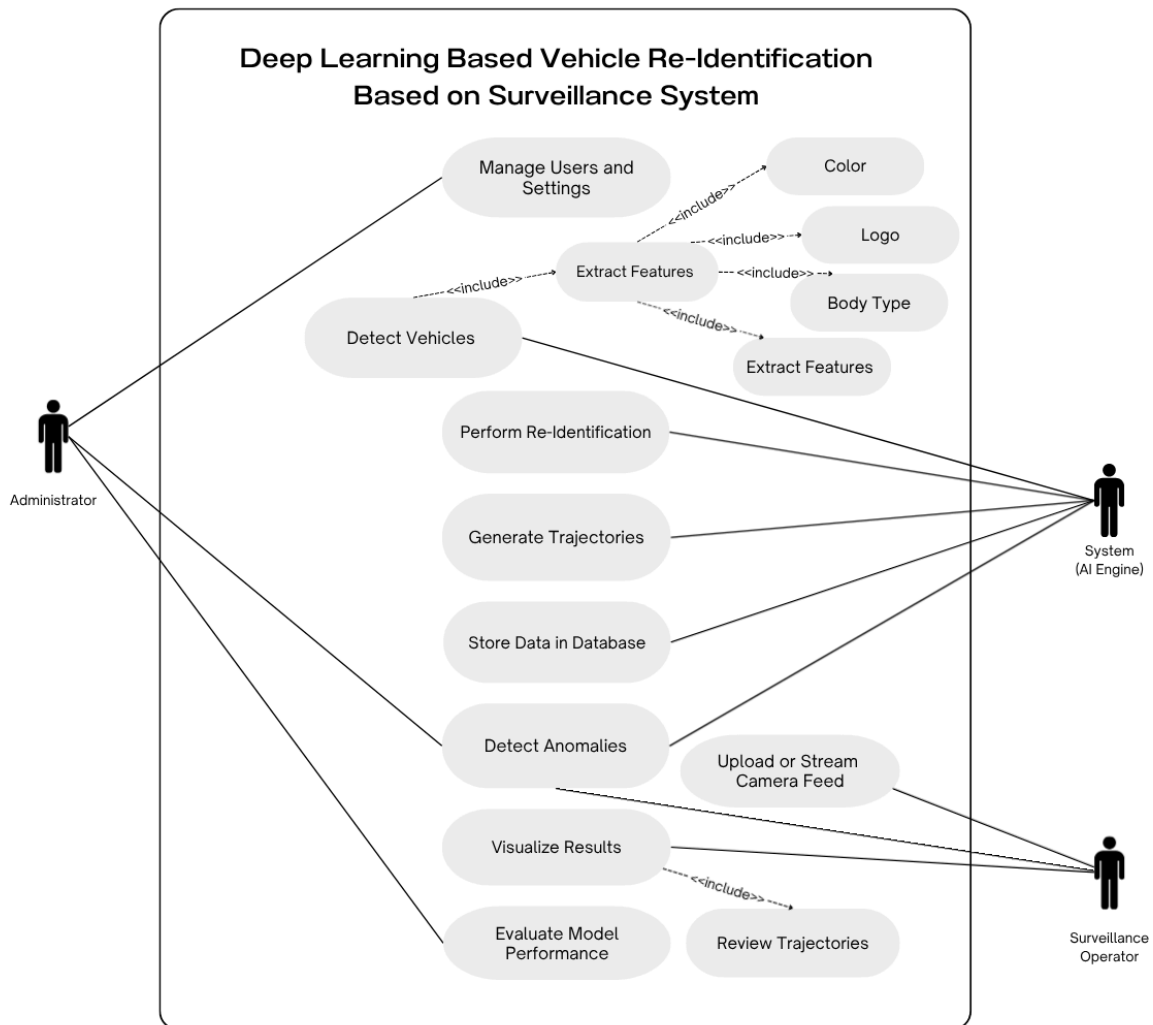 Deep Learning Based Vehicle Re-Identification
Based on Surveillance System
Manage Users and
Settings
Color
<<include>>
Logo
<<include>>
Extract Features
<<include>>
<<include>>
Body Type
<<include>>
Detect Vehicles
Extract Features
Perform Re-Identification
Administrator
Generate Trajectories
System
(AI Engine)
Store Data in Database
Detect Anomalies
Upload or Stream
Camera Feed
Visualize Results
<<include>>
Evaluate Model
Performance
Review Trajectories
Surveillance
Operator